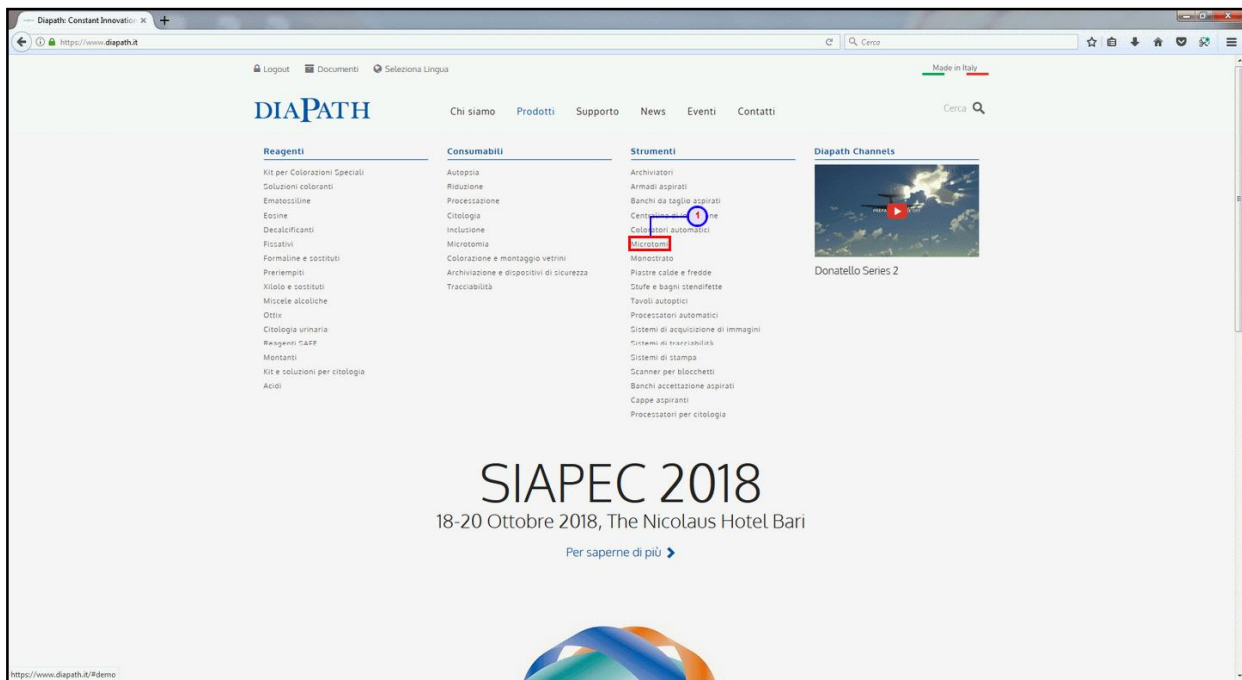 Diapath: Constant Innovation
https://www.diapath.it
Cerca
Logout Documenti Seleziona Lingua
Made in Italy
DIAPATH
Chi siamo Prodotti Supporto News Eventi Contatti
Cerca
Reagenti
Kit per Colorazioni Speciali
Soluzioni coloranti
Ematossiline
Eosine
Decalcificanti
Fissativi
Formaline e sostituti
Preriempiti
Xilolo e sostituti
Miscele alcoliche
Ottix
Citologia urinaria
Reagenti SAFE
Montanti
Kit e soluzioni per citologia
Acidi
Consumabili
Autopsia
Riduzione
Processazione
Citologia
Inclusione
Microtomia
Colorazione e montaggio vetrini
Archiviazione e dispositivi di sicurezza
Tracciabilità
Strumenti
Archiviatori
Armadi aspirati
Banchi da taglio aspirati
Centralina di
1
Coloratori automatici
Microtomi
Monostrato
Piastre calde e fredde
Stufe e bagni stendifette
Tavoli autoptici
Processatori automatici
Sistemi di acquisizione di immagini
Sistemi di tracciabilità
Sistemi di stampa
Scanner per blocchetti
Banchi accettazione aspirati
Cappe aspiranti
Processatori per citologia
Diapath Channels
Donatello Series 2
SIAPEC 2018
18-20 Ottobre 2018, The Nicolaus Hotel Bari
Per saperne di più
https://www.diapath.it/#demo